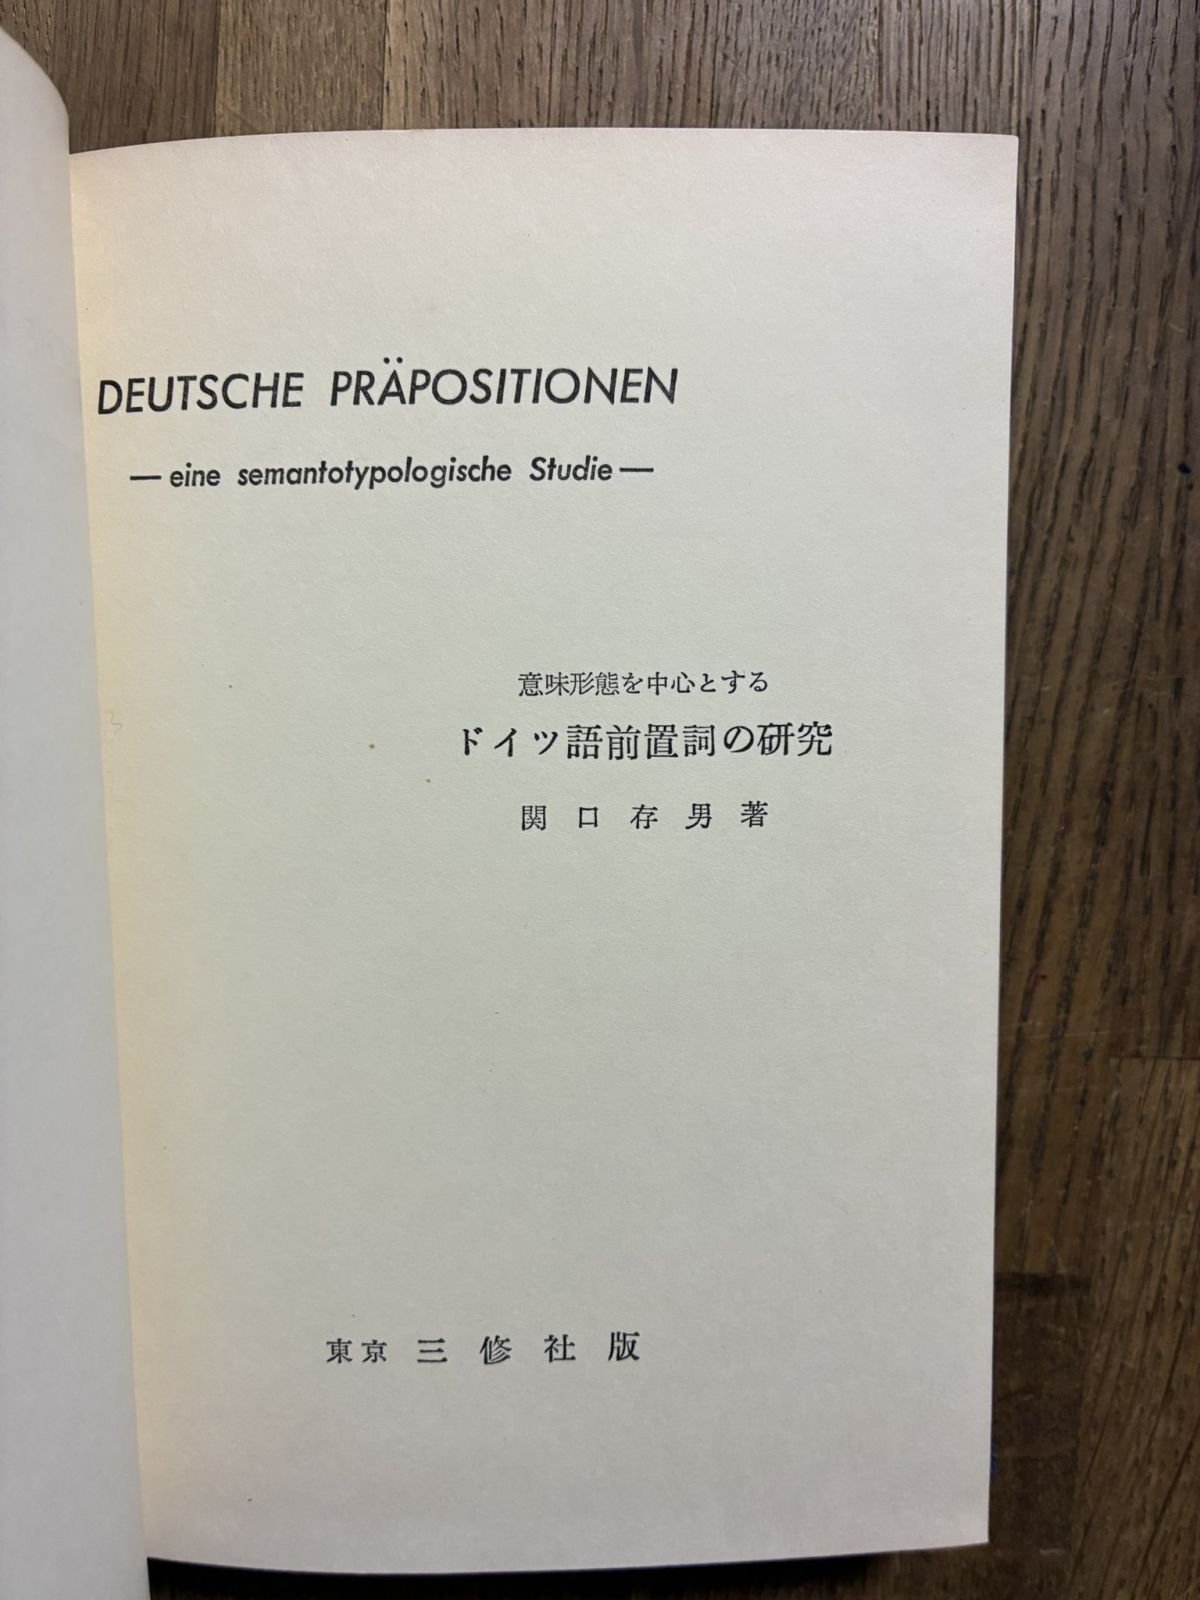 DEUTSCHE PRÄPOSITIONEN
— eine semantotypologische Studie —
意味形態を中心とする
ドイツ語前置詞の研究
関口存男著
東京 三修社版